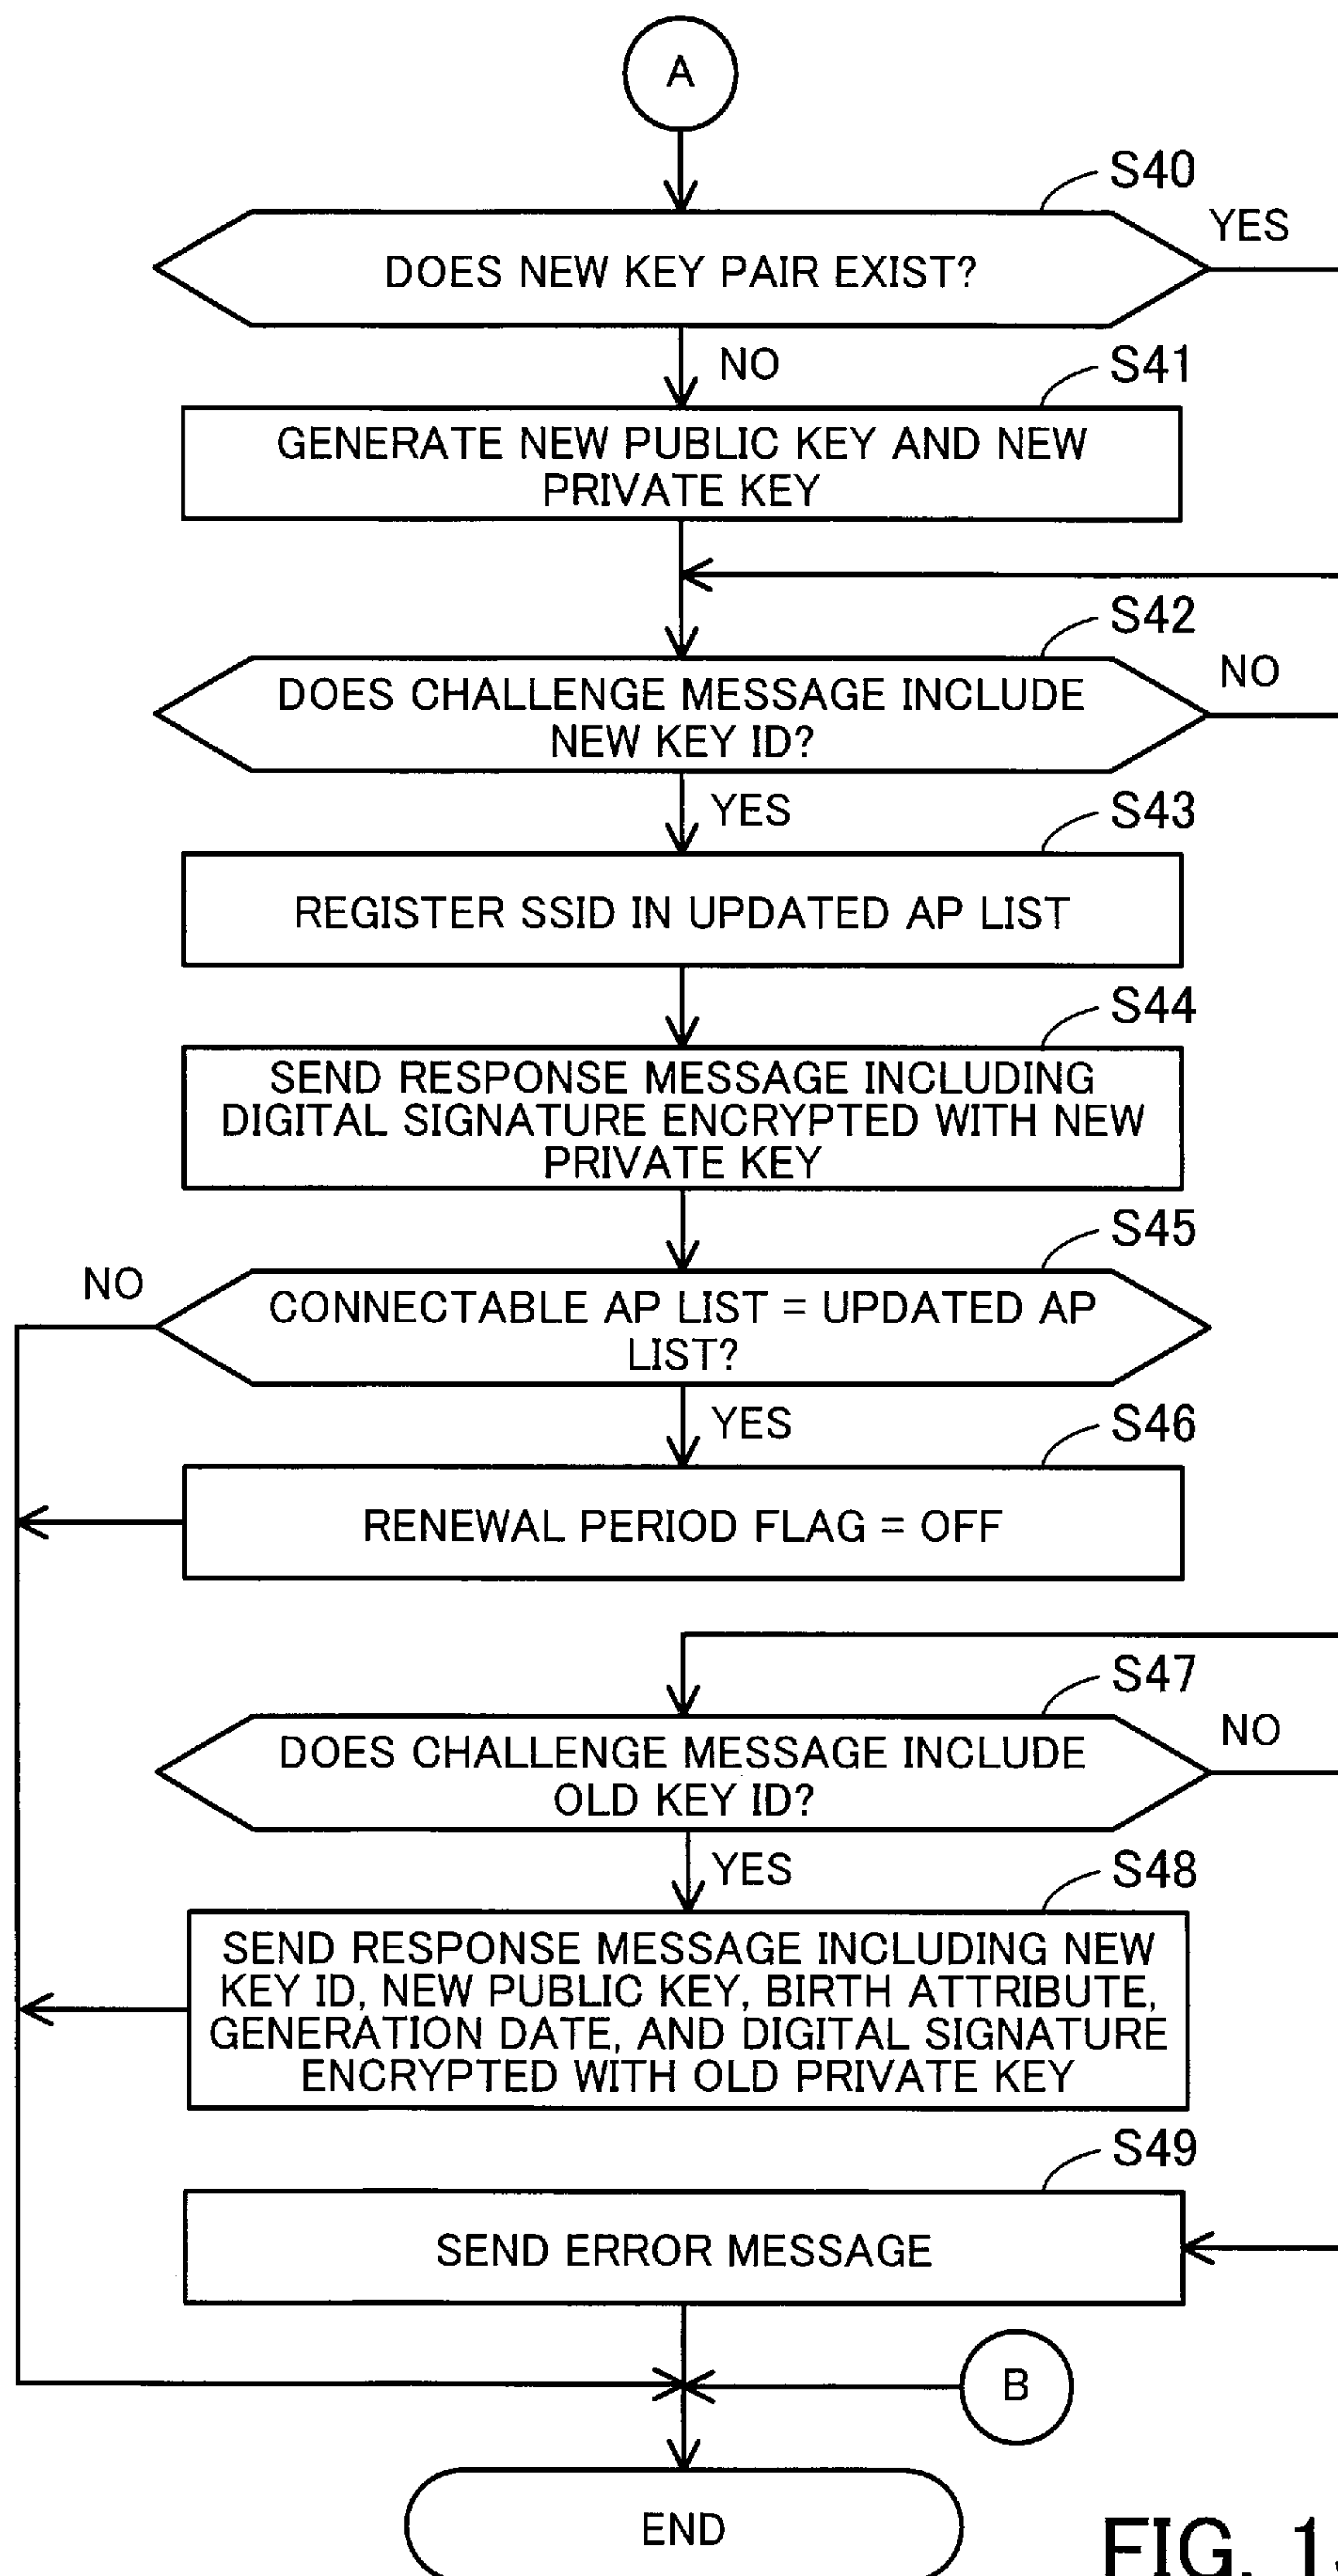 A
S40
YES
DOES NEW KEY PAIR EXIST?
NO
S41
GENERATE NEW PUBLIC KEY AND NEW
PRIVATE KEY
S42
NO
DOES CHALLENGE MESSAGE INCLUDE
NEW KEY ID?
YES
S43
REGISTER SSID IN UPDATED AP LIST
S44
SEND RESPONSE MESSAGE INCLUDING
DIGITAL SIGNATURE ENCRYPTED WITH NEW
PRIVATE KEY
S45
NO
CONNECTABLE AP LIST = UPDATED AP
LIST?
YES
S46
RENEWAL PERIOD FLAG = OFF
S47
NO
DOES CHALLENGE MESSAGE INCLUDE
OLD KEY ID?
YES
S48
SEND RESPONSE MESSAGE INCLUDING NEW
KEY ID, NEW PUBLIC KEY, BIRTH ATTRIBUTE,
GENERATION DATE, AND DIGITAL SIGNATURE
ENCRYPTED WITH OLD PRIVATE KEY
S49
SEND ERROR MESSAGE
B
END
FIG.